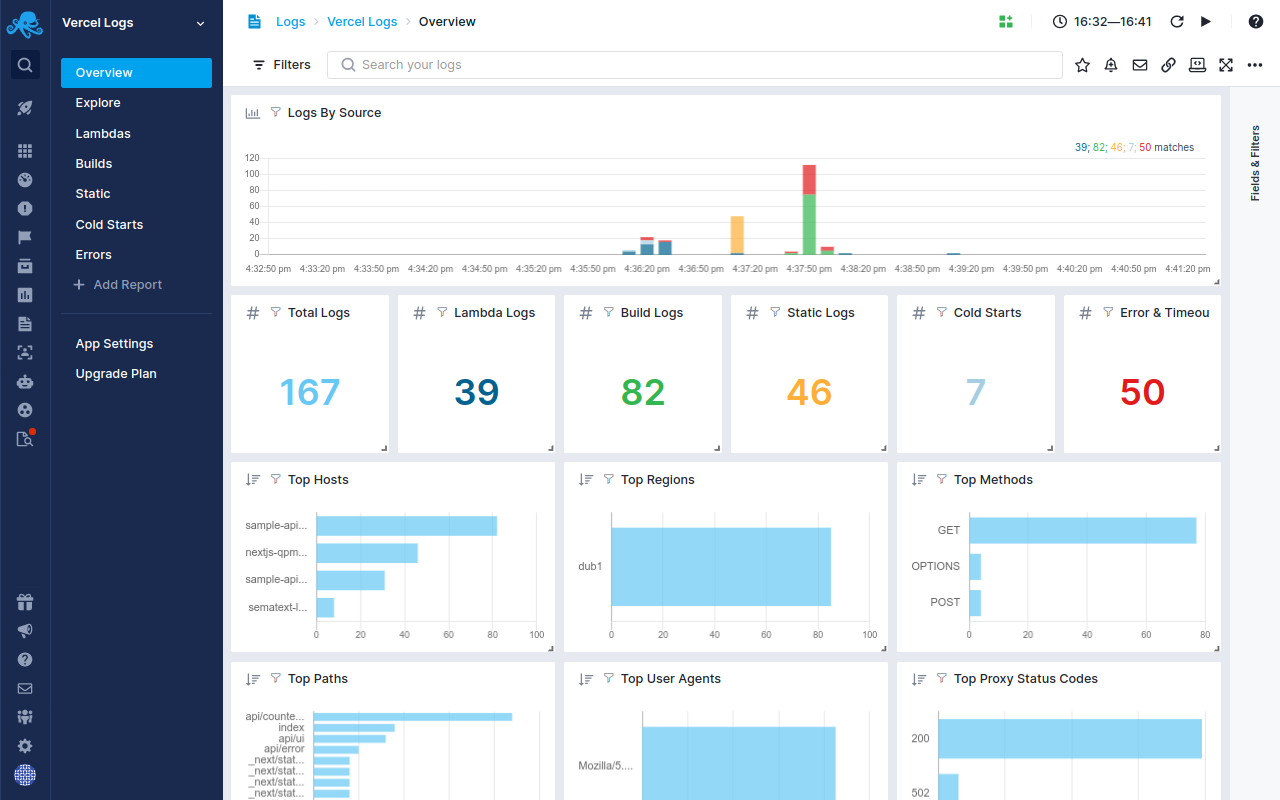 Vercel Logs
Overview
Explore
Lambdas
Builds
Static
Cold Starts
Errors
Add Report
App Settings
Upgrade Plan
Logs Vercel Logs Overview
16:32—16:41
Filters
Search your logs
Fields & Filters
Logs By Source
39; 82; 46; 7; 50 matches
120
100
80
60
40
20
0
4:32:50 pm 4:33:20 pm 4:33:50 pm 4:34:20 pm 4:34:50 pm 4:35:20 pm 4:35:50 pm 4:36:20 pm 4:36:50 pm 4:37:20 pm 4:37:50 pm 4:38:20 pm 4:38:50 pm 4:39:20 pm 4:39:50 pm 4:40:20 pm 4:40:50 pm 4:41:20 pm
Total Logs
167
Lambda Logs
39
Build Logs
82
Static Logs
46
Cold Starts
7
Error & Timeou
50
Top Hosts
sample-api...
nextjs-qpm...
sample-api...
sematext-l...
0 20 40 60 80 100
Top Regions
dub1
0 20 40 60 80 100
Top Methods
GET
OPTIONS
POST
0 20 40 60 80
Top Paths
api/counte...
index
api/ui
api/error
_next/stat...
_next/stat...
_next/stat...
_next/stat...
Top User Agents
Mozilla/5....
Top Proxy Status Codes
200
502